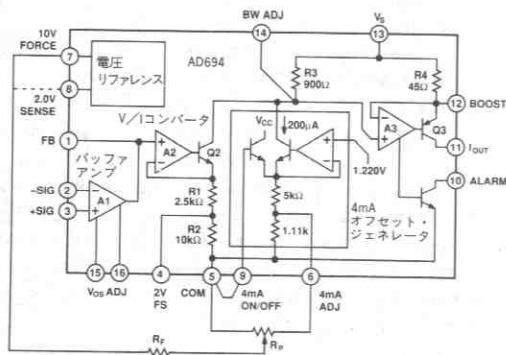 BW ADJ
VS
10V
FORCE
14
13
7
電圧
リファレンス
AD694
R3
900Ω
R4
45Ω
8
2.0V
SENSE
V/Iコンバータ
VCC
200μA
A3
12
BOOST
Q3
FB
1
A2
Q2
11
IOUT
バッファ
アンプ
1.220V
10
ALARM
-SIG
2
A1
R1
2.5kΩ
5kΩ
4mA
オフセット・
ジェネレータ
+SIG
3
R2
10kΩ
1.11k
15
16
4
5
9
6
VOS ADJ
2V
FS
COM
4mA
ON/OFF
4mA
ADJ
RF
RP